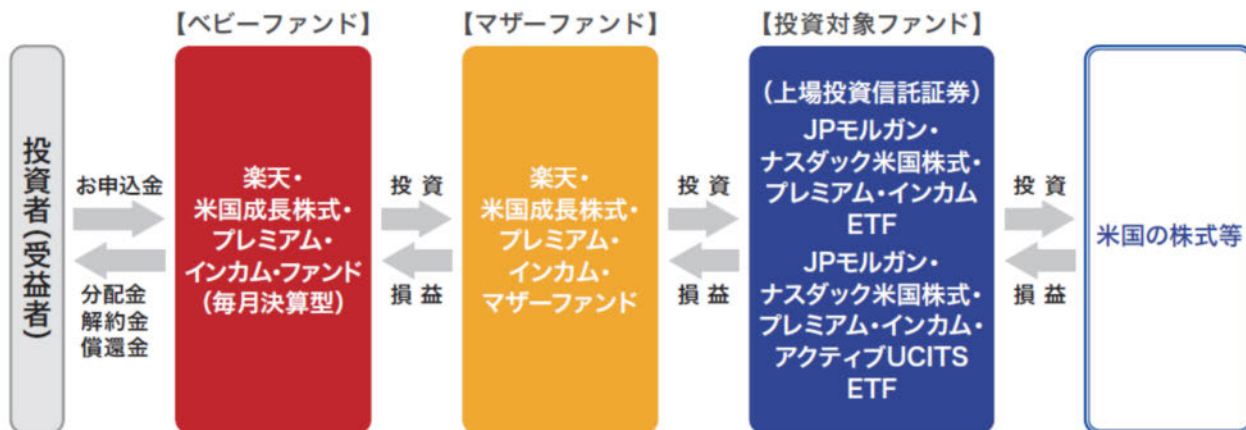 【ベビーファンド】
【マザーファンド】
【投資対象ファンド】
投資者(受益者)
お申込金
分配金
解約金
償還金
楽天・
米国成長株式・
プレミアム・
インカム・ファンド
(毎月決算型)
投資
損益
楽天・
米国成長株式・
プレミアム・
インカム・
マザーファンド
投資
損益
(上場投資信託証券)
JPモルガン・
ナスダック米国株式・
プレミアム・インカム
ETF
JPモルガン・
ナスダック米国株式・
プレミアム・インカム・
アクティブUCITS
ETF
投資
損益
米国の株式等